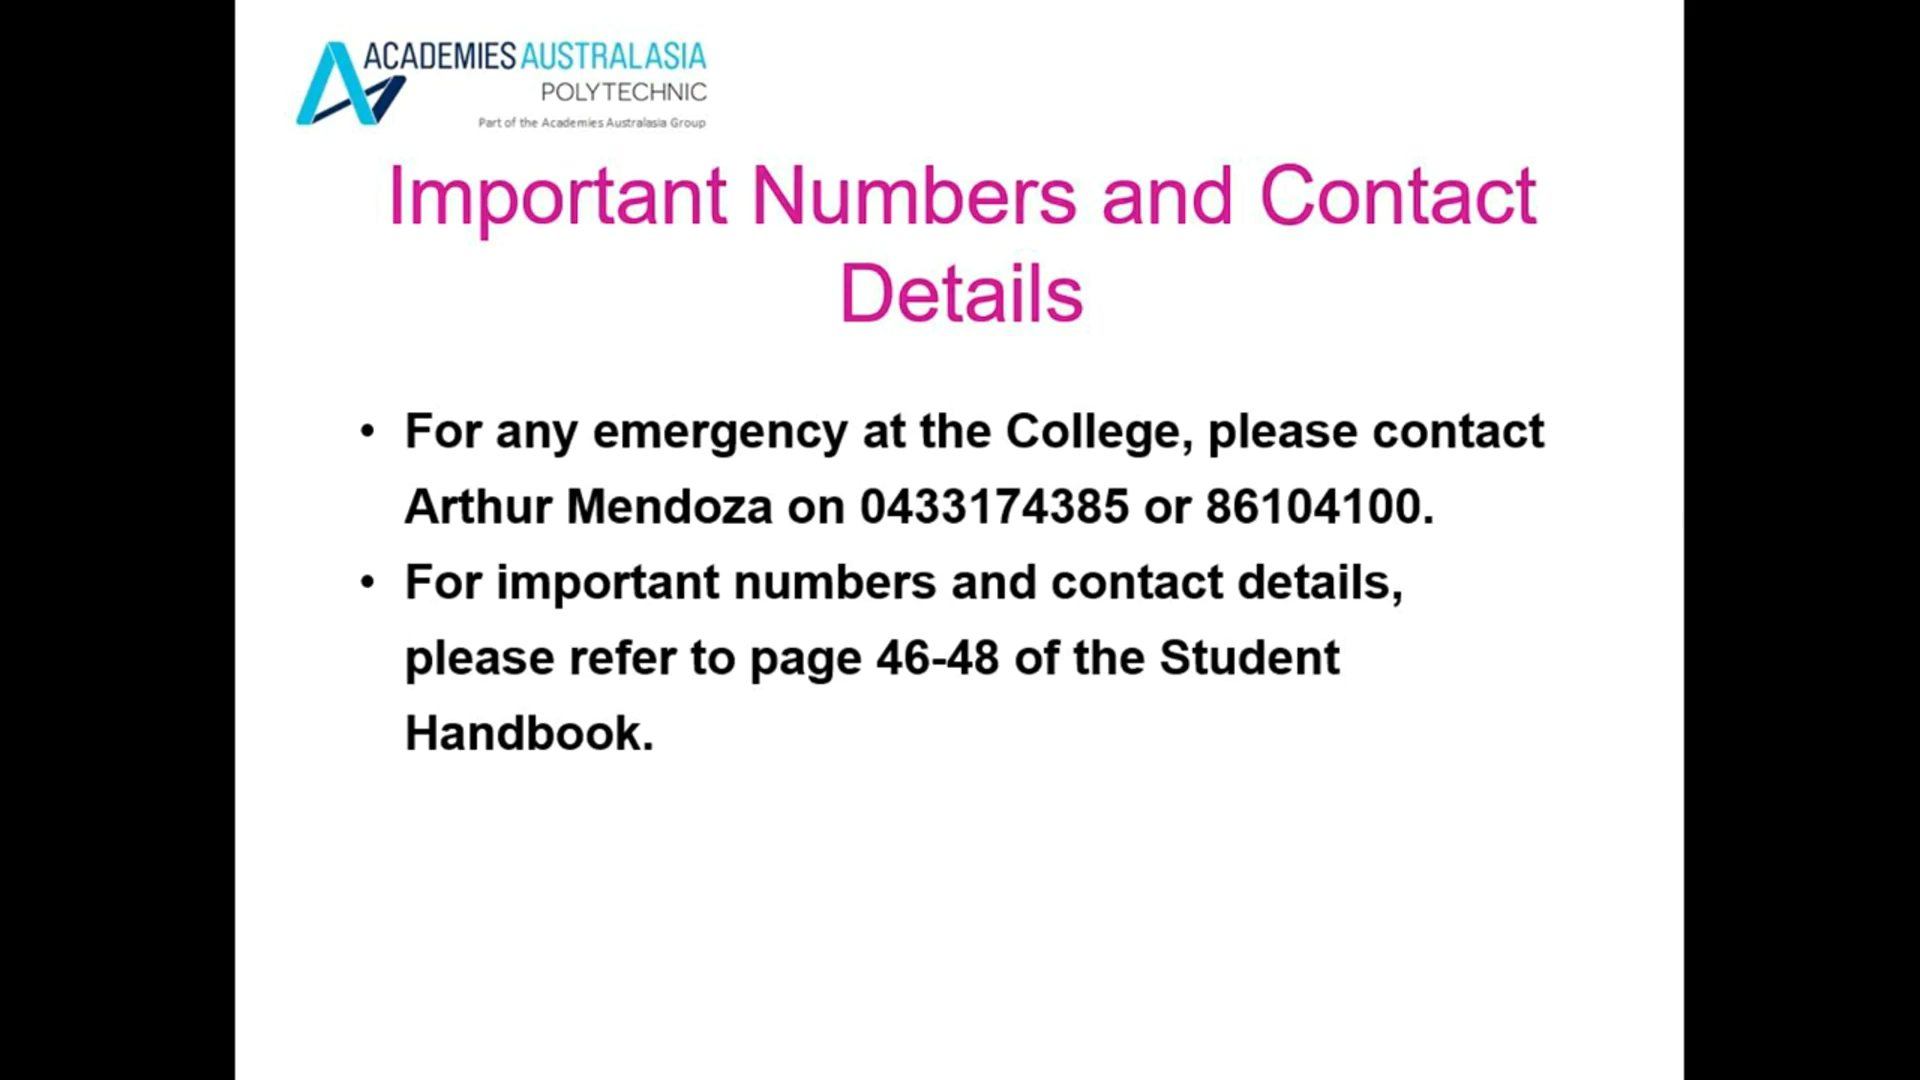 ACADEMIES AUSTRALASIA
POLYTECHNIC
Part of the Academies Australasia Group
Important Numbers and Contact
Details
• For any emergency at the College, please contact
Arthur Mendoza on 0433174385 or 86104100.
• For important numbers and contact details,
please refer to page 46-48 of the Student
Handbook.